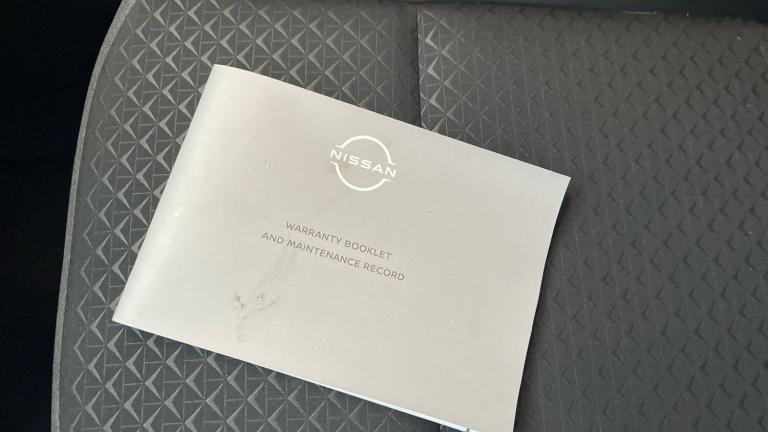 NISSAN
WARRANTY BOOKLET
AND MAINTENANCE RECORD